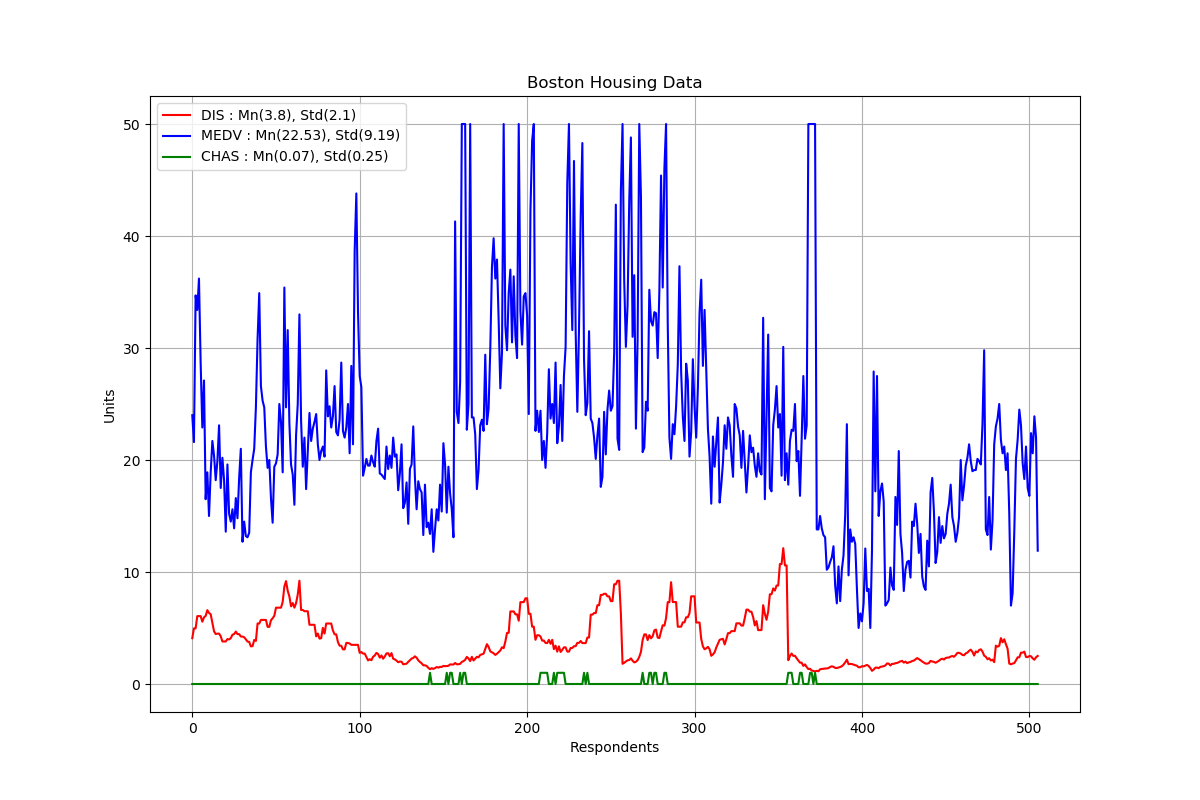 Boston Housing Data
DIS : Mn(3.8), Std(2.1)
MEDV : Mn(22.53), Std(9.19)
CHAS : Mn(0.07), Std(0.25)
50
40
30
20
10
0
Units
0 100 200 300 400 500
Respondents